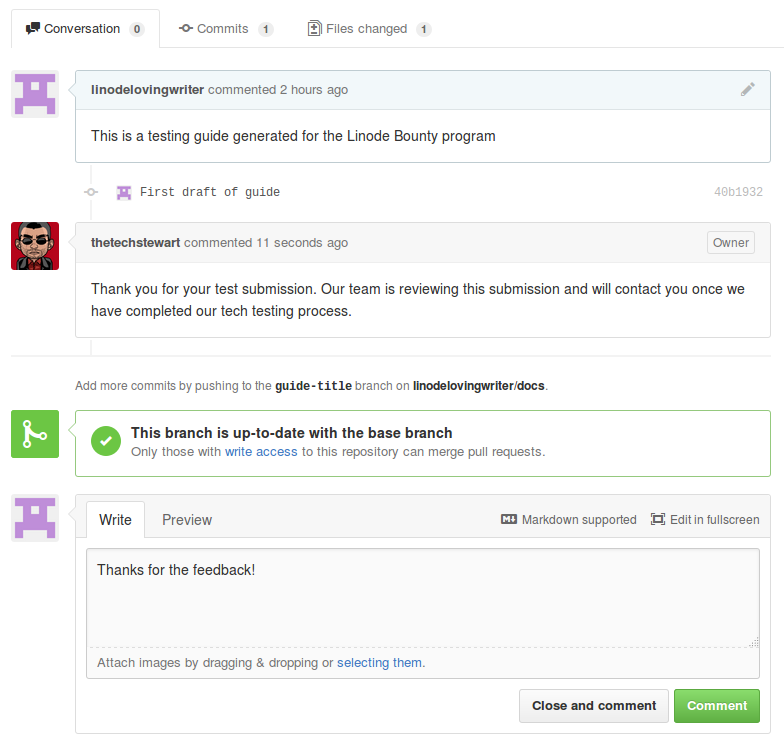 Conversation 0 Commits 1 Files changed 1
linodelovingwriter commented 2 hours ago
This is a testing guide generated for the Linode Bounty program
First draft of guide 40b1932
thetechstewart commented 11 seconds ago Owner
Thank you for your test submission. Our team is reviewing this submission and will contact you once we
have completed our tech testing process.
Add more commits by pushing to the guide-title branch on linodelovingwriter/docs.
This branch is up-to-date with the base branch
Only those with write access to this repository can merge pull requests.
Write Preview Markdown supported Edit in fullscreen
Thanks for the feedback!
Attach images by dragging & dropping or selecting them.
Close and comment Comment